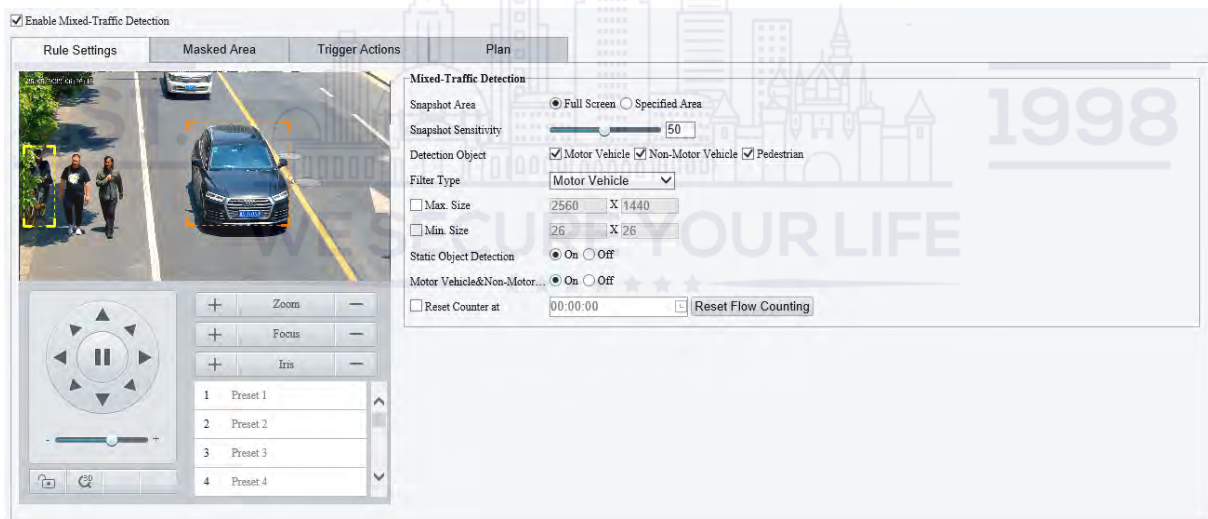 Enable Mixed-Traffic Detection
Rule Settings
Masked Area
Trigger Actions
Plan
Mixed-Traffic Detection
Snapshot Area Full Screen Specified Area
Snapshot Sensitivity 50
Detection Object Motor Vehicle Non-Motor Vehicle Pedestrian
Filter Type Motor Vehicle
Max. Size 2560 X 1440
Min. Size 26 X 26
Static Object Detection On Off
Motor Vehicle&Non-Motor... On Off
Reset Counter at 00:00:00 Reset Flow Counting
+ Zoom −
+ Focus −
+ Iris −
1 Preset 1
2 Preset 2
3 Preset 3
4 Preset 4
- +
3D
1998
WE SECURE YOUR LIFE